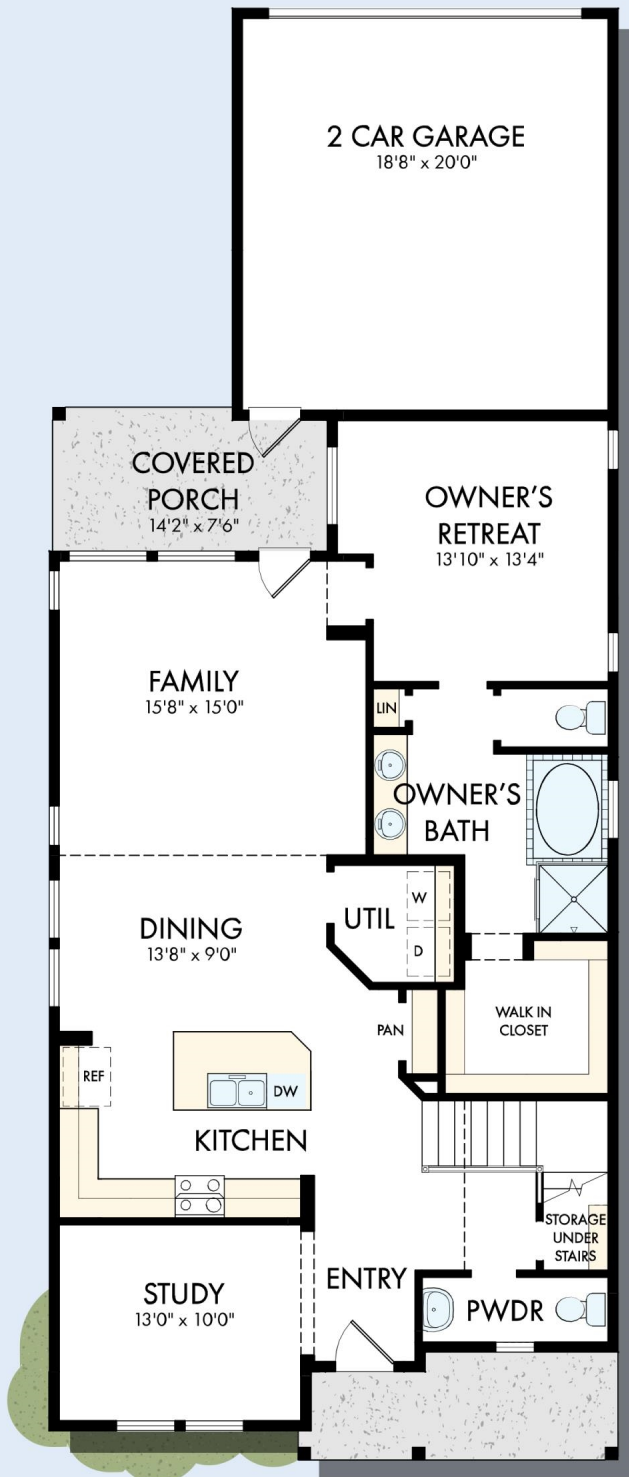 2 CAR GARAGE
18'8" x 20'0"
COVERED
PORCH
14'2" x 7'6"
OWNER'S
RETREAT
13'10" x 13'4"
FAMILY
15'8" x 15'0"
LIN
OWNER'S
BATH
DINING
13'8" x 9'0"
UTIL
W
D
PAN
WALK IN
CLOSET
REF
DW
KITCHEN
STORAGE
UNDER
STAIRS
ENTRY
STUDY
13'0" x 10'0"
PWDR